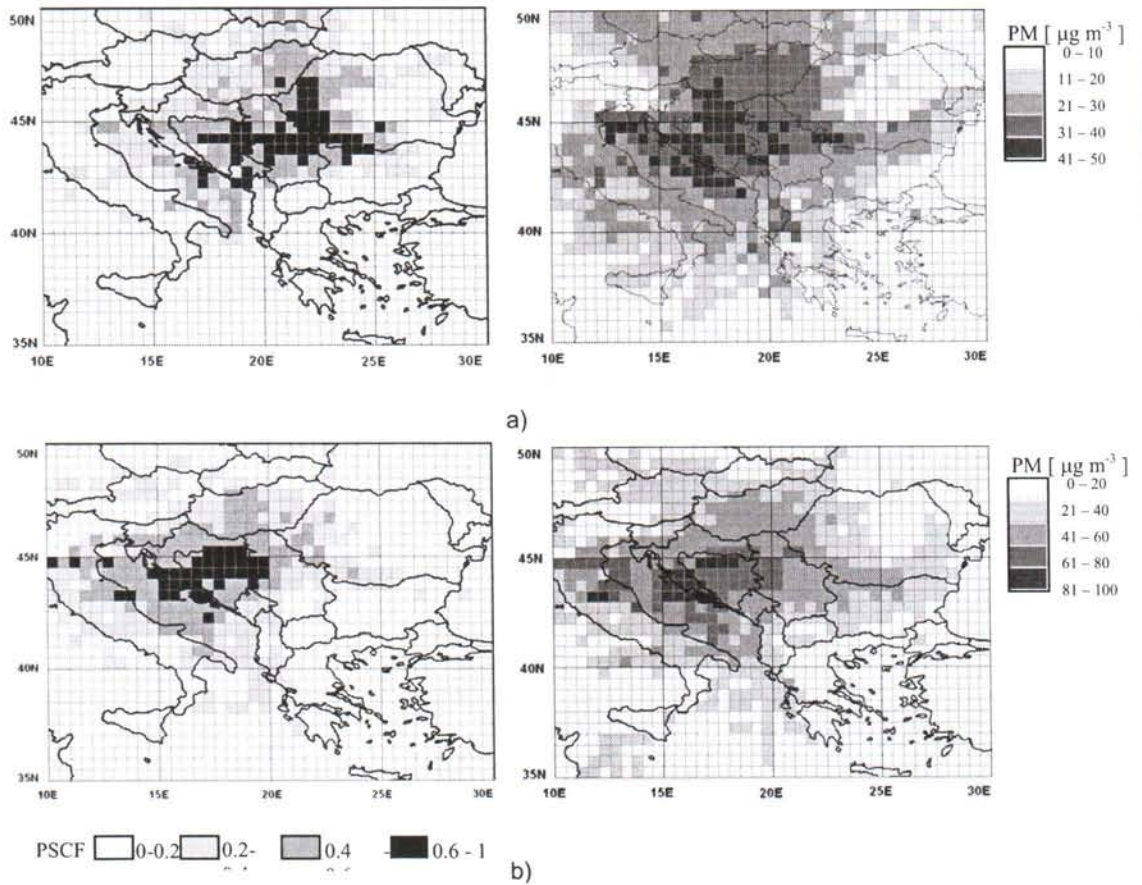 50N
45N
40N
35N
10E 15E 20E 25E 30E
50N
45N
40N
35N
10E 15E 20E 25E 30E
PM [ µg m⁻³ ]
0 – 10
11 – 20
21 – 30
31 – 40
41 – 50
a)
50N
45N
40N
35N
10E 15E 20E 25E 30E
50N
45N
40N
35N
10E 15E 20E 25E 30E
PM [ µg m⁻³ ]
0 – 20
21 – 40
41 – 60
61 – 80
81 – 100
PSCF 0-0.2 0.2- 0.4 - 0.6 - 1
b)